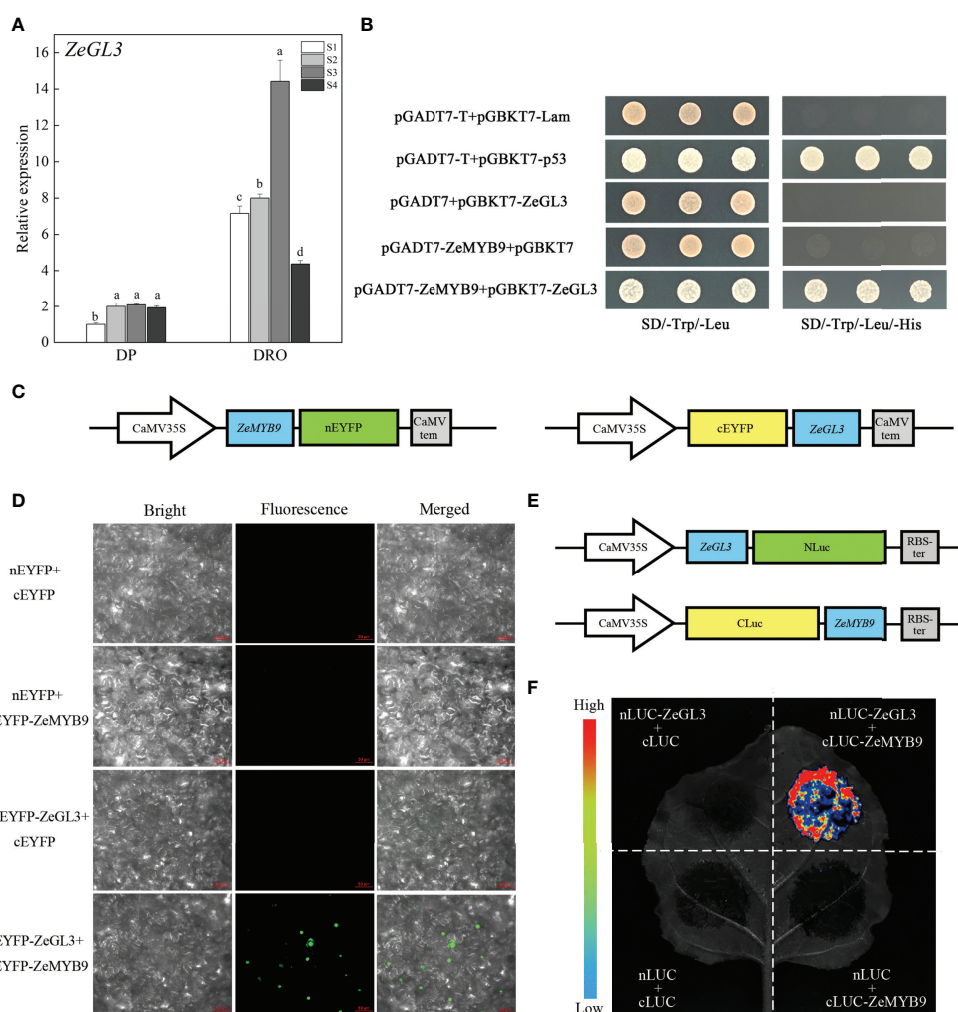 A
ZeGL3
S1
S2
S3
S4
Relative expression
16
14
12
10
8
6
4
2
0
b
a
a
a
c
b
a
d
DP
DRO
B
pGADT7-T+pGBKT7-Lam
pGADT7-T+pGBKT7-p53
pGADT7+pGBKT7-ZeGL3
pGADT7-ZeMYB9+pGBKT7
pGADT7-ZeMYB9+pGBKT7-ZeGL3
SD/-Trp/-Leu
SD/-Trp/-Leu/-His
C
CaMV35S
ZeMYB9
nEYFP
CaMV
tem
CaMV35S
cEYFP
ZeGL3
CaMV
tem
D
Bright
Fluorescence
Merged
nEYFP+
cEYFP
nEYFP+
EYFP-ZeMYB9
EYFP-ZeGL3+
cEYFP
EYFP-ZeGL3+
EYFP-ZeMYB9
E
CaMV35S
ZeGL3
NLuc
RBS-
ter
CaMV35S
CLuc
ZeMYB9
RBS-
ter
F
High
Low
nLUC-ZeGL3
+
cLUC
nLUC-ZeGL3
+
cLUC-ZeMYB9
nLUC
+
cLUC
nLUC
+
cLUC-ZeMYB9